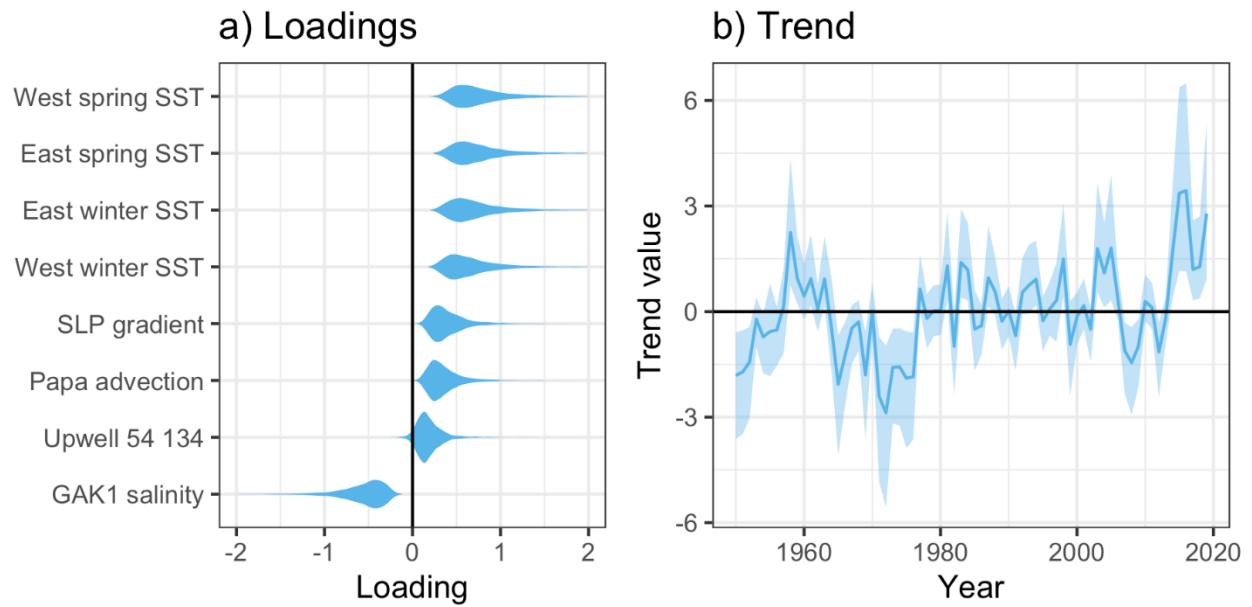 a) Loadings
West spring SST
East spring SST
East winter SST
West winter SST
SLP gradient
Papa advection
Upwell 54 134
GAK1 salinity
-2 -1 0 1 2
Loading
b) Trend
Trend value
6
3
0
-3
-6
1960 1980 2000 2020
Year